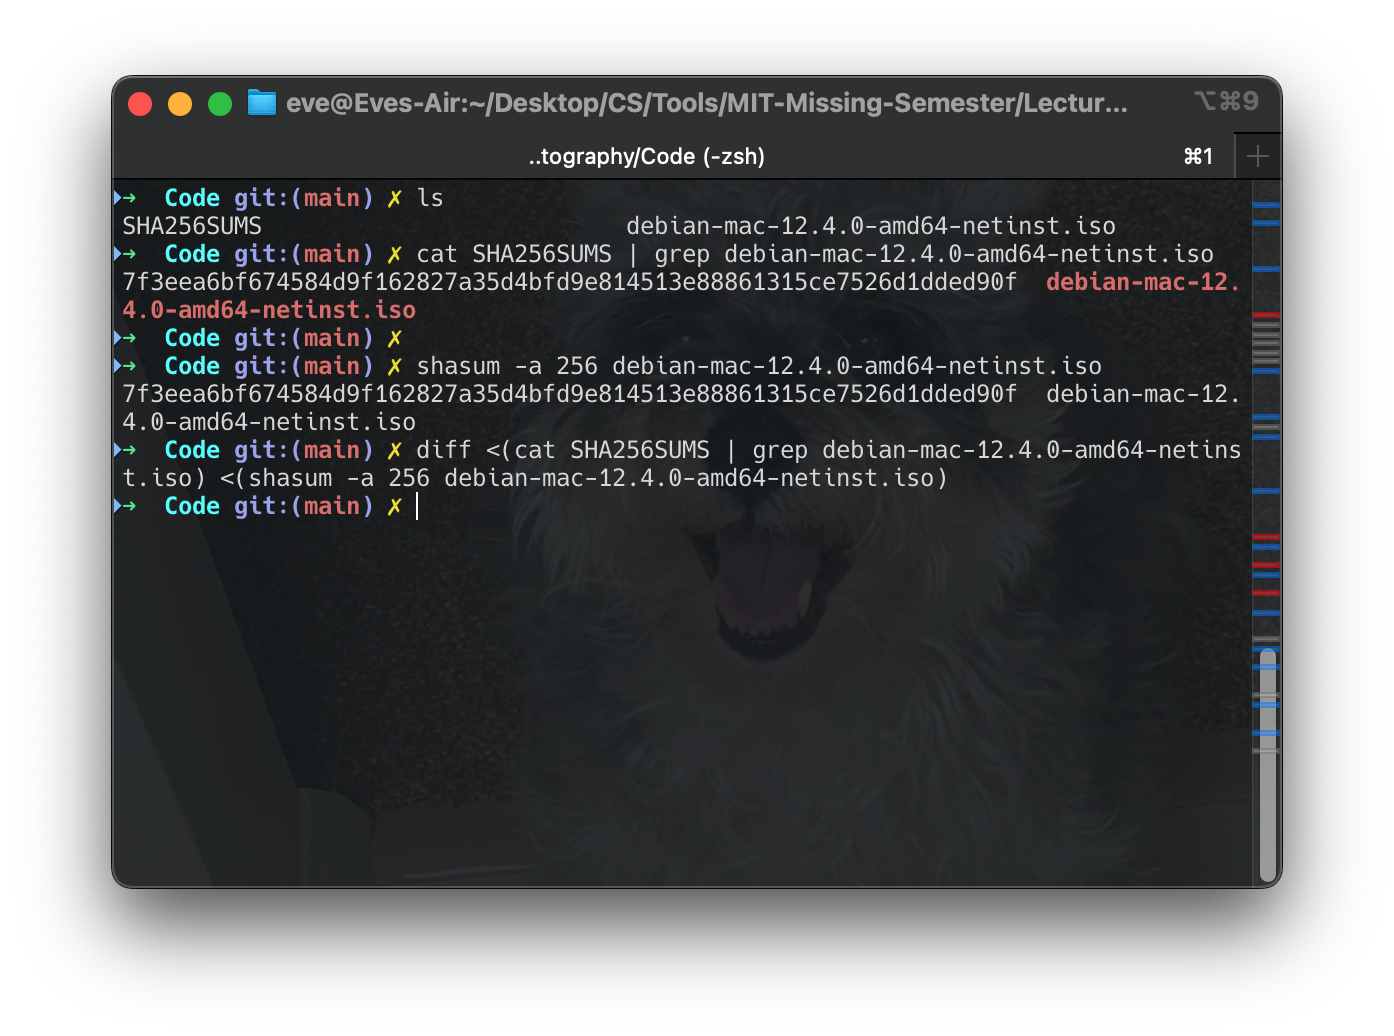 eve@Eves-Air:~/Desktop/CS/Tools/MIT-Missing-Semester/Lectur... ⌥⌘9
..tography/Code (-zsh) ⌘1 +
→ Code git:(main) ✗ ls
SHA256SUMS debian-mac-12.4.0-amd64-netinst.iso
→ Code git:(main) ✗ cat SHA256SUMS | grep debian-mac-12.4.0-amd64-netinst.iso
7f3eea6bf674584d9f162827a35d4bfd9e814513e88861315ce7526d1dded90f debian-mac-12.
4.0-amd64-netinst.iso
→ Code git:(main) ✗
→ Code git:(main) ✗ shasum -a 256 debian-mac-12.4.0-amd64-netinst.iso
7f3eea6bf674584d9f162827a35d4bfd9e814513e88861315ce7526d1dded90f debian-mac-12.
4.0-amd64-netinst.iso
→ Code git:(main) ✗ diff <(cat SHA256SUMS | grep debian-mac-12.4.0-amd64-netins
t.iso) <(shasum -a 256 debian-mac-12.4.0-amd64-netinst.iso)
→ Code git:(main) ✗